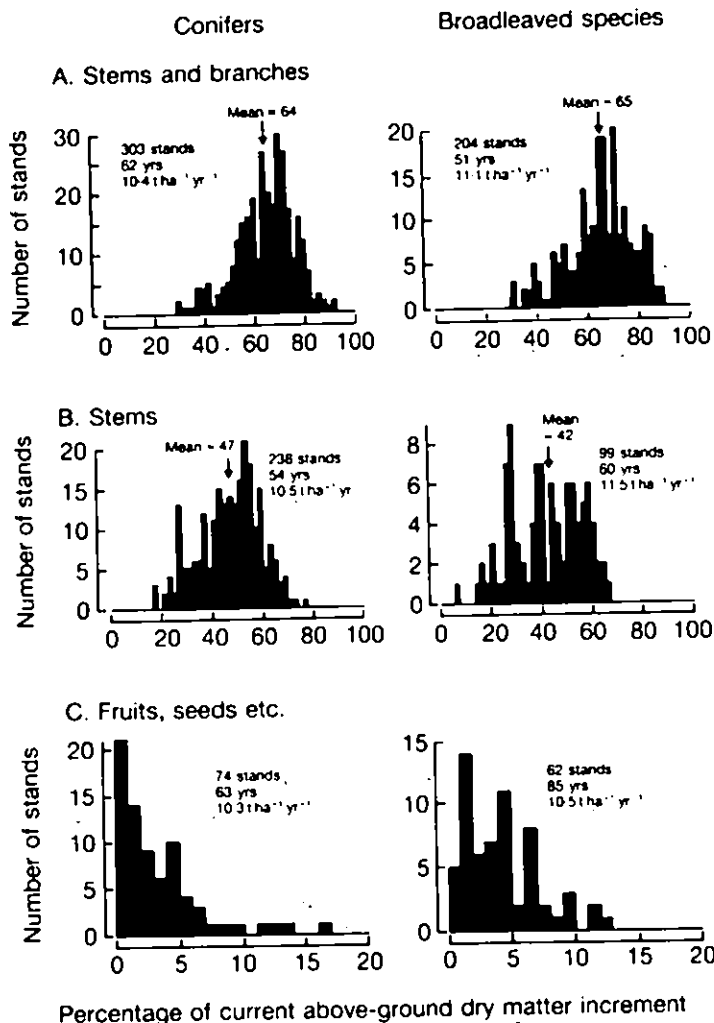 Conifers
Broadleaved species
A. Stems and branches
Mean = 64
303 stands
62 yrs
10·4 t ha⁻¹ yr⁻¹
Number of stands
30
20
10
0
0 20 40 60 80 100
Mean = 65
204 stands
51 yrs
11·1 t ha⁻¹ yr⁻¹
20
15
10
5
0
0 20 40 60 80 100
B. Stems
Mean = 47
238 stands
54 yrs
10·5 t ha⁻¹ yr
Number of stands
20
15
10
5
0
0 20 40 60 80 100
Mean
= 42
99 stands
60 yrs
11·5 t ha⁻¹ yr⁻¹
8
6
4
2
0
0 20 40 60 80 100
C. Fruits, seeds etc.
74 stands
63 yrs
10·3 t ha⁻¹ yr⁻¹
Number of stands
20
15
10
5
0
0 5 10 15 20
62 stands
85 yrs
10·5 t ha⁻¹ yr⁻¹
15
10
5
0
0 5 10 15 20
Percentage of current above-ground dry matter increment